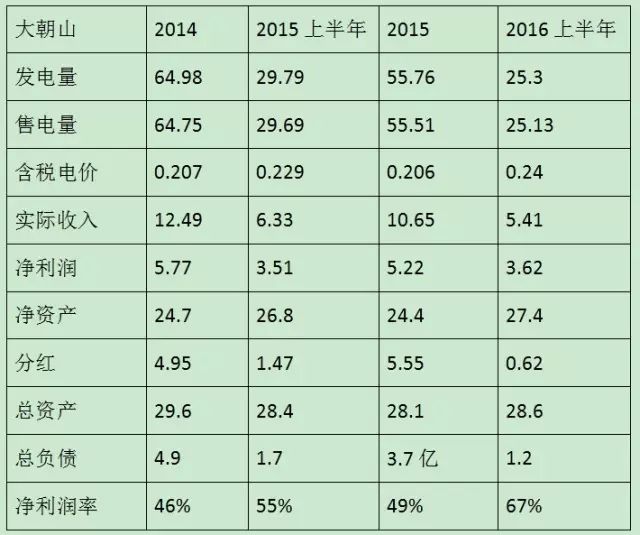 大朝山 2014 2015 上半年 2015 2016 上半年
发电量 64.98 29.79 55.76 25.3
售电量 64.75 29.69 55.51 25.13
含税电价 0.207 0.229 0.206 0.24
实际收入 12.49 6.33 10.65 5.41
净利润 5.77 3.51 5.22 3.62
净资产 24.7 26.8 24.4 27.4
分红 4.95 1.47 5.55 0.62
总资产 29.6 28.4 28.1 28.6
总负债 4.9 1.7 3.7 亿 1.2
净利润率 46% 55% 49% 67%